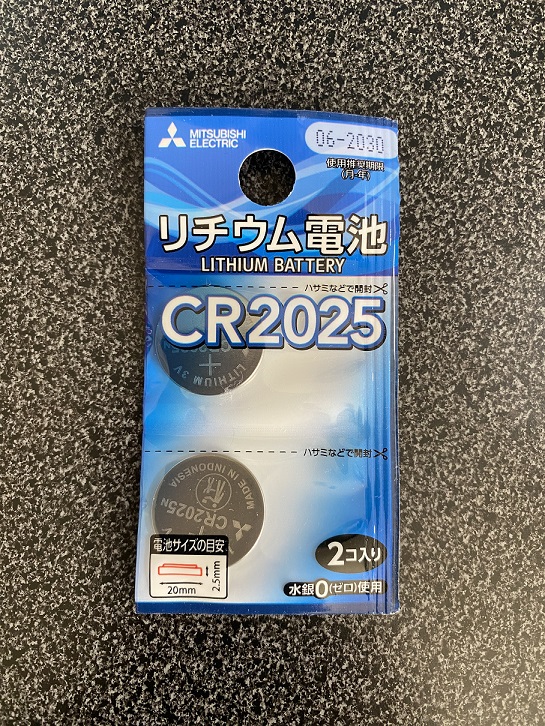 MITSUBISHI
ELECTRIC
06-2030
使用推奨期限
(月-年)
リチウム電池
LITHIUM BATTERY
ハサミなどで開封
CR2025
LITHIUM 3V
+
ハサミなどで開封
MADE IN INDONESIA
CR2025N
電池サイズの目安
20mm
2.5mm
2コ入り
水銀0(ゼロ)使用